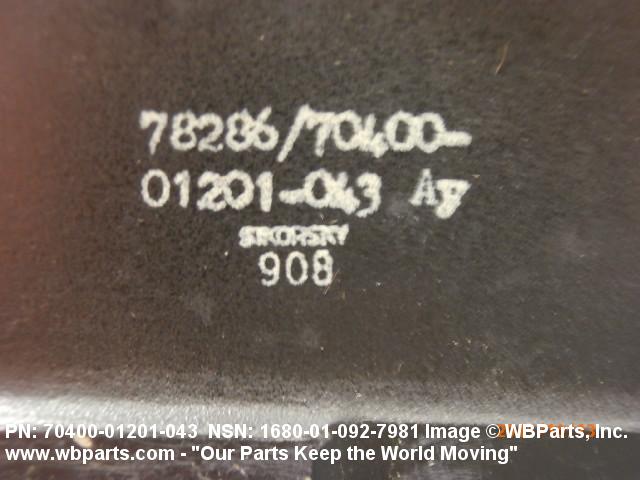 78286/70400-
01201-043
SIKORSKY
908
PN: 70400-01201-043 NSN: 1680-01-092-7981 Image © WBParts, Inc.
www.wbparts.com - "Our Parts Keep the World Moving"